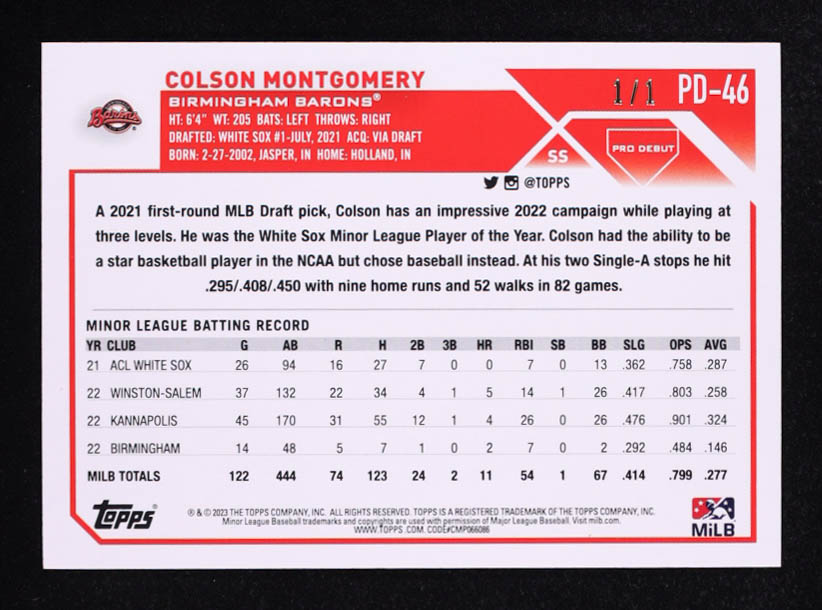 COLSON MONTGOMERY
1/1 PD-46
Barons
BIRMINGHAM BARONS®
HT: 6'4" WT: 205 BATS: LEFT THROWS: RIGHT
DRAFTED: WHITE SOX #1-JULY, 2021 ACQ: VIA DRAFT
BORN: 2-27-2002, JASPER, IN HOME: HOLLAND, IN
SS
PRO DEBUT
@TOPPS
A 2021 first-round MLB Draft pick, Colson has an impressive 2022 campaign while playing at
three levels. He was the White Sox Minor League Player of the Year. Colson had the ability to be
a star basketball player in the NCAA but chose baseball instead. At his two Single-A stops he hit
.295/.408/.450 with nine home runs and 52 walks in 82 games.
MINOR LEAGUE BATTING RECORD
YR CLUB G AB R H 2B 3B HR RBI SB BB SLG OPS AVG
21 ACL WHITE SOX 26 94 16 27 7 0 0 7 0 13 .362 .758 .287
22 WINSTON-SALEM 37 132 22 34 4 1 5 14 1 26 .417 .803 .258
22 KANNAPOLIS 45 170 31 55 12 1 4 26 0 26 .476 .901 .324
22 BIRMINGHAM 14 48 5 7 1 0 2 7 0 2 .292 .484 .146
MILB TOTALS 122 444 74 123 24 2 11 54 1 67 .414 .799 .277
TOPPS
® & © 2023 THE TOPPS COMPANY, INC. ALL RIGHTS RESERVED. TOPPS IS A REGISTERED TRADEMARK OF THE TOPPS COMPANY, INC.
Minor League Baseball trademarks and copyrights are used with permission of Major League Baseball. Visit milb.com.
WWW.TOPPS.COM. CODE#CMP066086
MiLB